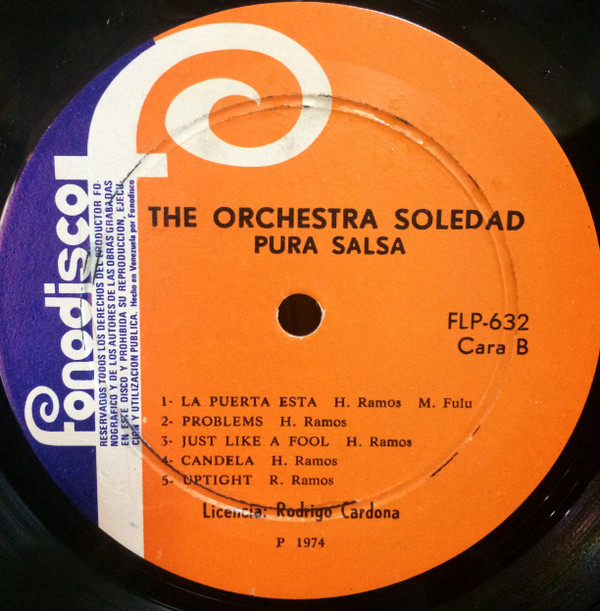 Fonodisco
RESERVADOS TODOS LOS DERECHOS DEL PRODUCTOR FO-
NOGRAFICO Y DE LOS AUTORES DE LAS OBRAS GRABADAS
EN ESTE DISCO Y PROHIBIDA SU REPRODUCCION, EJECU-
CION Y UTILIZACION PUBLICA. Hecho en Venezuela por Fonodisco
THE ORCHESTRA SOLEDAD
PURA SALSA
FLP-632
Cara B
1- LA PUERTA ESTA H. Ramos M. Fulu
2- PROBLEMS H. Ramos
3- JUST LIKE A FOOL H. Ramos
4- CANDELA H. Ramos
5- UPTIGHT R. Ramos
Licencia: Rodrigo Cardona
P 1974